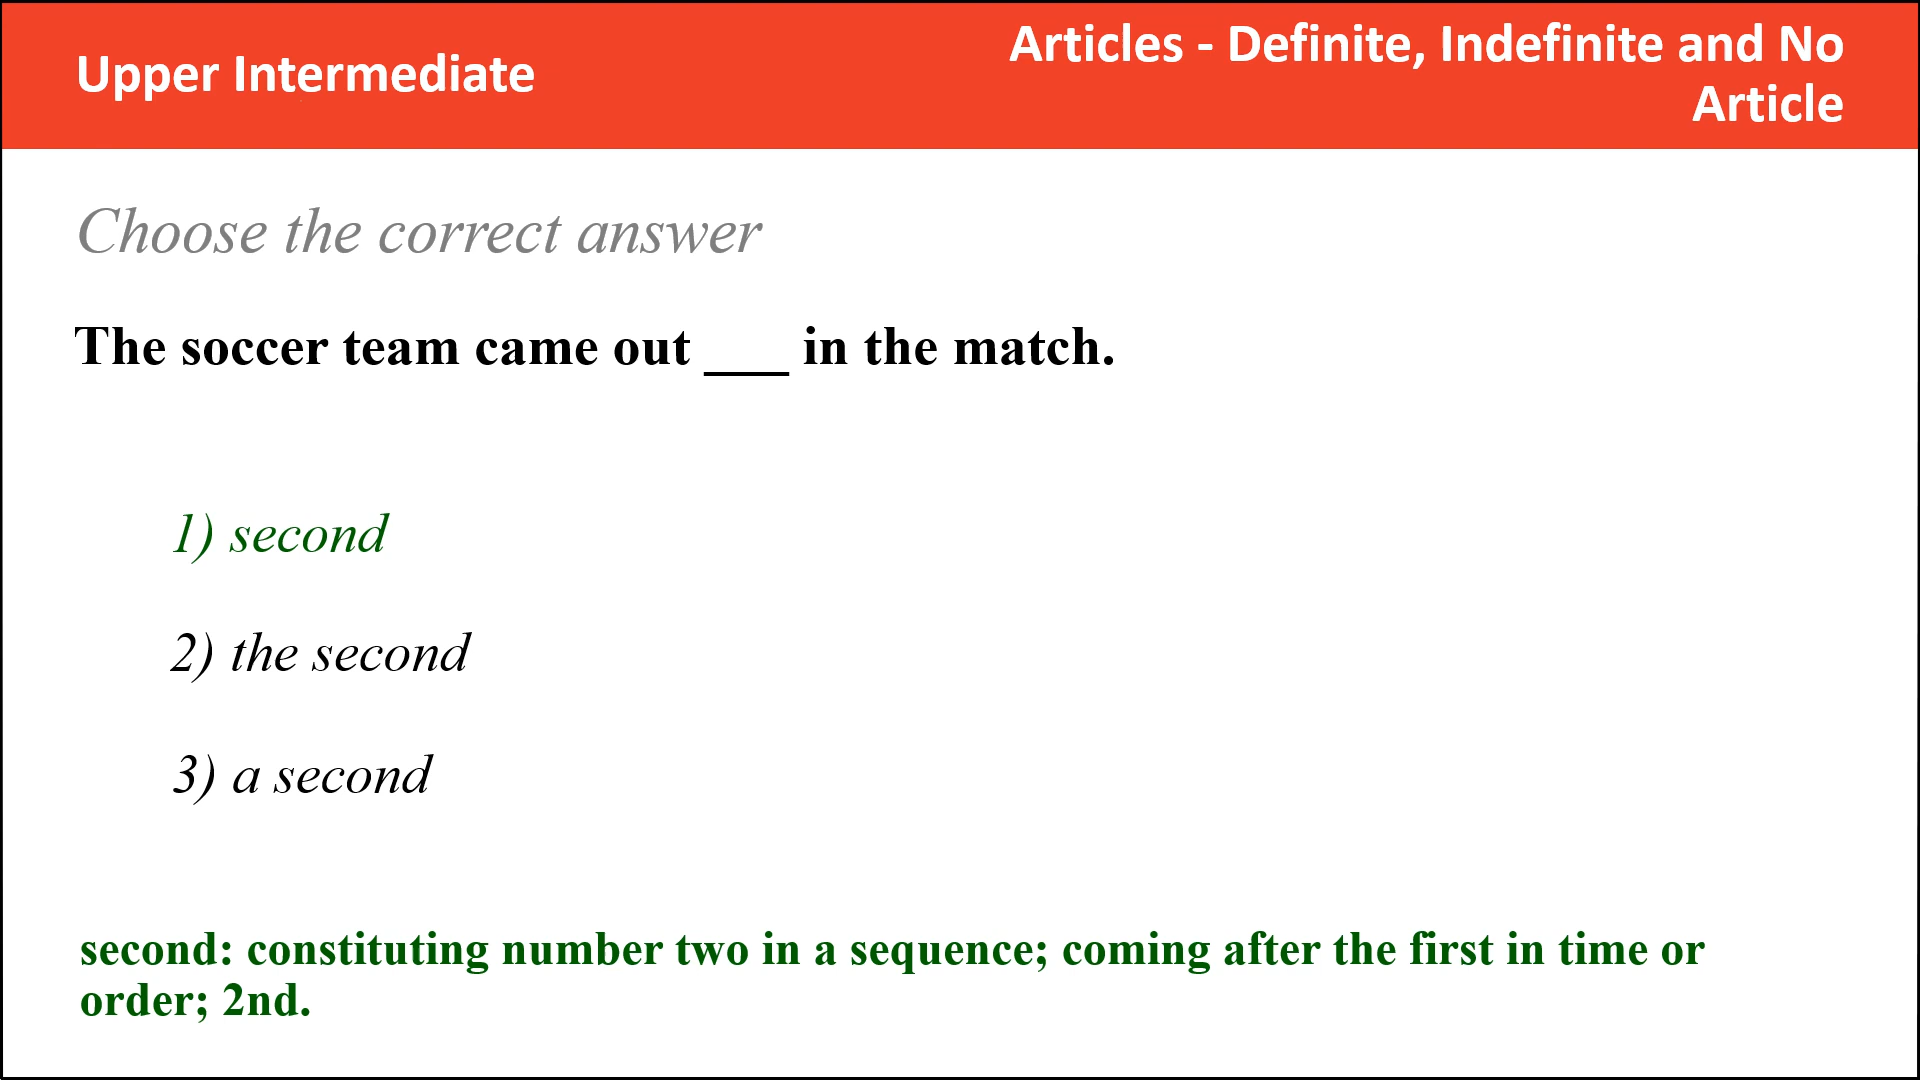 Upper Intermediate
Articles - Definite, Indefinite and No
Article
Choose the correct answer
The soccer team came out ___ in the match.
1) second
2) the second
3) a second
second: constituting number two in a sequence; coming after the first in time or
order; 2nd.